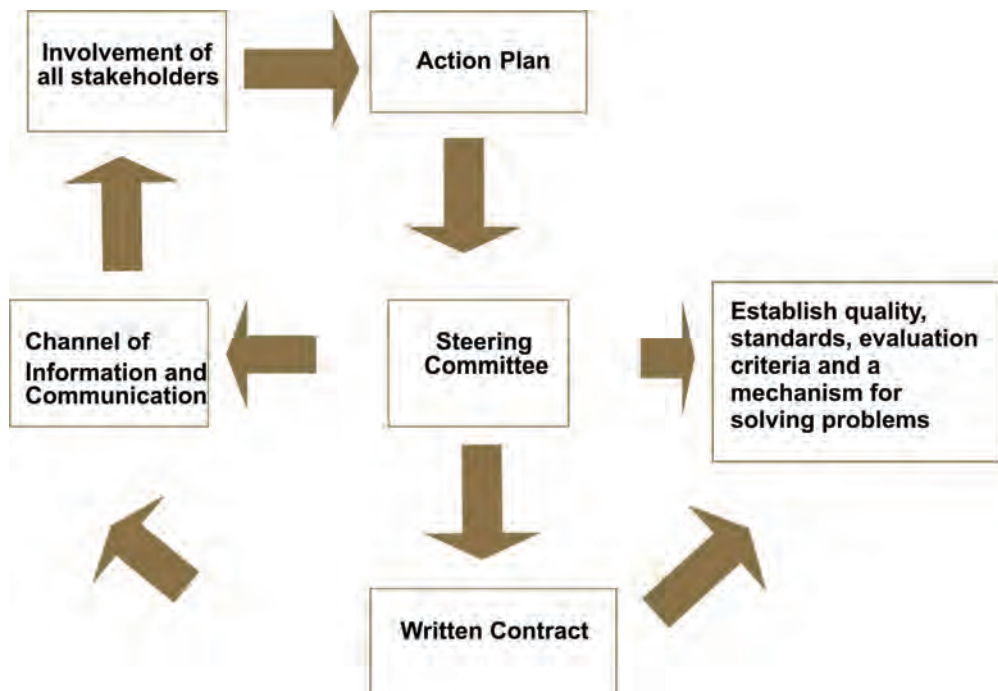 Involvement of
all stakeholders
Action Plan
Channel of
Information and
Communication
Steering
Committee
Establish quality,
standards, evaluation
criteria and a
mechanism for
solving problems
Written Contract